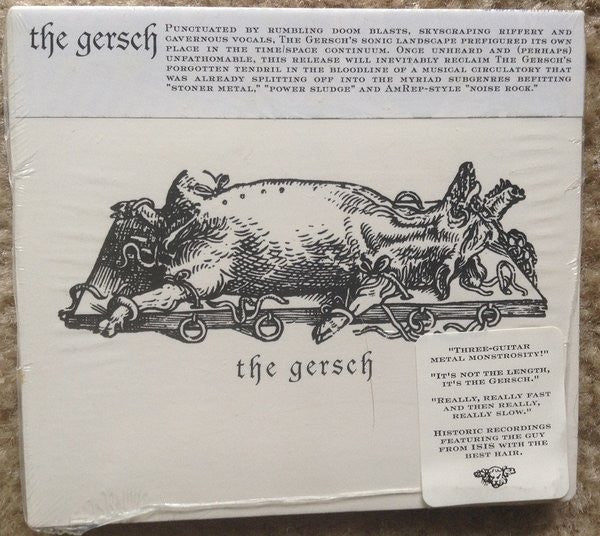 the gersch
Punctuated by rumbling doom blasts, skyscraping riffery and
cavernous vocals, The Gersch's sonic landscape prefigured its own
place in the time/space continuum. Once unheard and (perhaps)
unfathomable, this release will inevitably reclaim The Gersch's
forgotten tendril in the bloodline of a musical circulatory that
was already splitting off into the myriad subgenres befitting
"stoner metal," "power sludge" and AmRep-style "noise rock."
the gersch
"Three-guitar
metal monstrosity!"
"It's not the length,
it's the Gersch."
"Really, really fast
and then really,
really slow."
Historic recordings
featuring the guy
from ISIS with the
best hair.